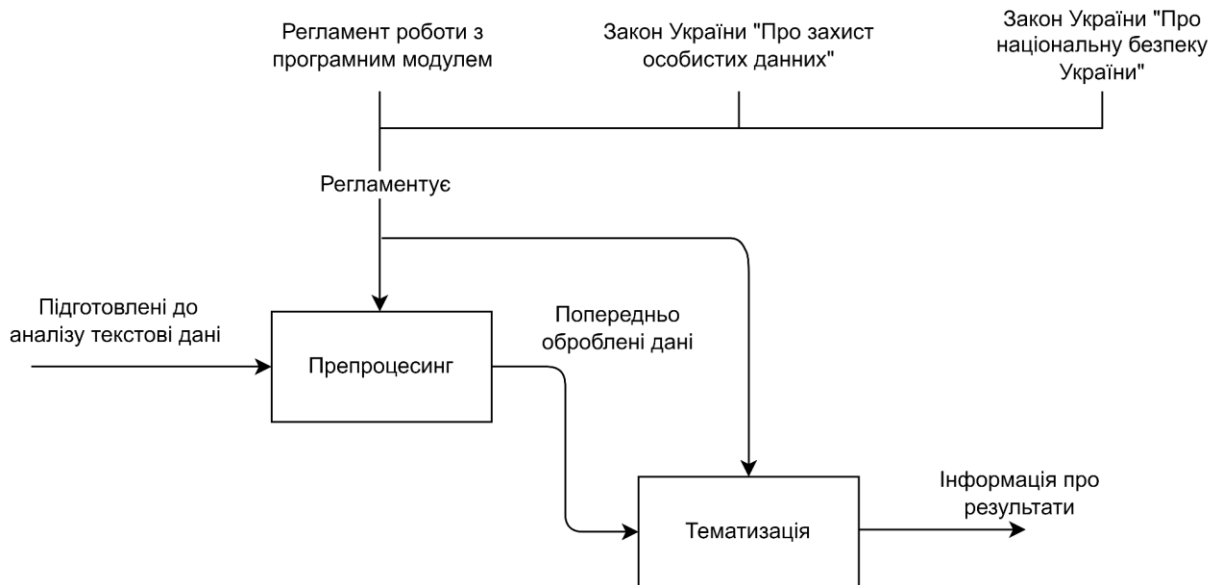 Регламент роботи з
програмним модулем
Закон України "Про захист
особистих данних"
Закон України "Про
національну безпеку
України"
Регламентує
Підготовлені до
аналізу текстові дані
Препроцесинг
Попередньо
оброблені дані
Тематизація
Інформація про
результати